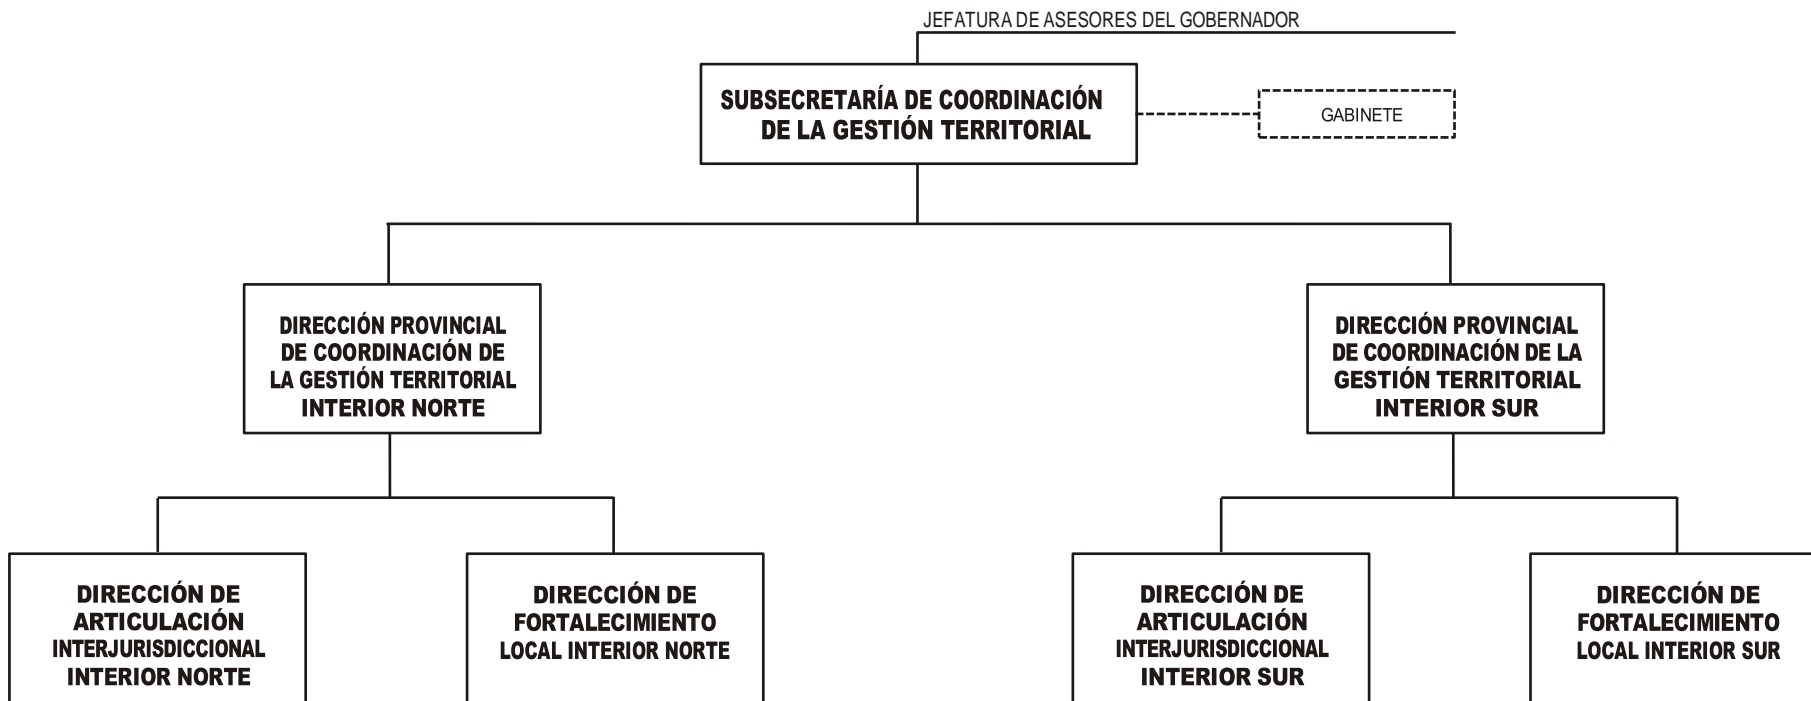 JEFATURA DE ASESORES DEL GOBERNADOR
SUBSECRETARÍA DE COORDINACIÓN
DE LA GESTIÓN TERRITORIAL
GABINETE
DIRECCIÓN PROVINCIAL
DE COORDINACIÓN DE
LA GESTIÓN TERRITORIAL
INTERIOR NORTE
DIRECCIÓN PROVINCIAL
DE COORDINACIÓN DE LA
GESTIÓN TERRITORIAL
INTERIOR SUR
DIRECCIÓN DE
ARTICULACIÓN
INTERJURISDICCIONAL
INTERIOR NORTE
DIRECCIÓN DE
FORTALECIMIENTO
LOCAL INTERIOR NORTE
DIRECCIÓN DE
ARTICULACIÓN
INTERJURISDICCIONAL
INTERIOR SUR
DIRECCIÓN DE
FORTALECIMIENTO
LOCAL INTERIOR SUR